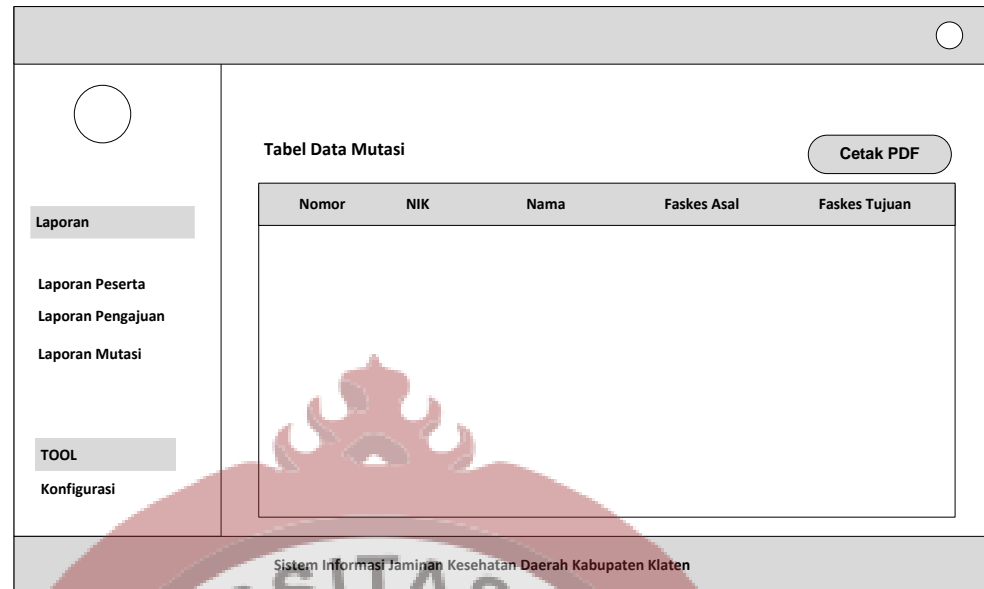 Tabel Data Mutasi
Cetak PDF
Nomor NIK Nama Faskes Asal Faskes Tujuan
Laporan
Laporan Peserta
Laporan Pengajuan
Laporan Mutasi
TOOL
Konfigurasi
Sistem Informasi Jaminan Kesehatan Daerah Kabupaten Klaten